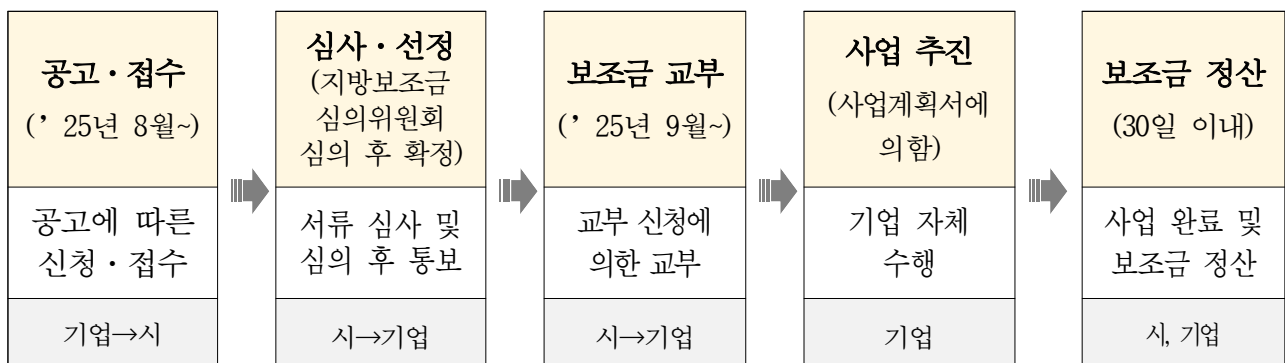 공고・접수
(’ 25년 8월~)
공고에 따른
신청・접수
기업→시
심사・선정
(지방보조금
심의위원회
심의 후 확정)
서류 심사 및
심의 후 통보
시→기업
보조금 교부
(’ 25년 9월~)
교부 신청에
의한 교부
시→기업
사업 추진
(사업계획서에
의함)
기업 자체
수행
기업
보조금 정산
(30일 이내)
사업 완료 및
보조금 정산
시, 기업